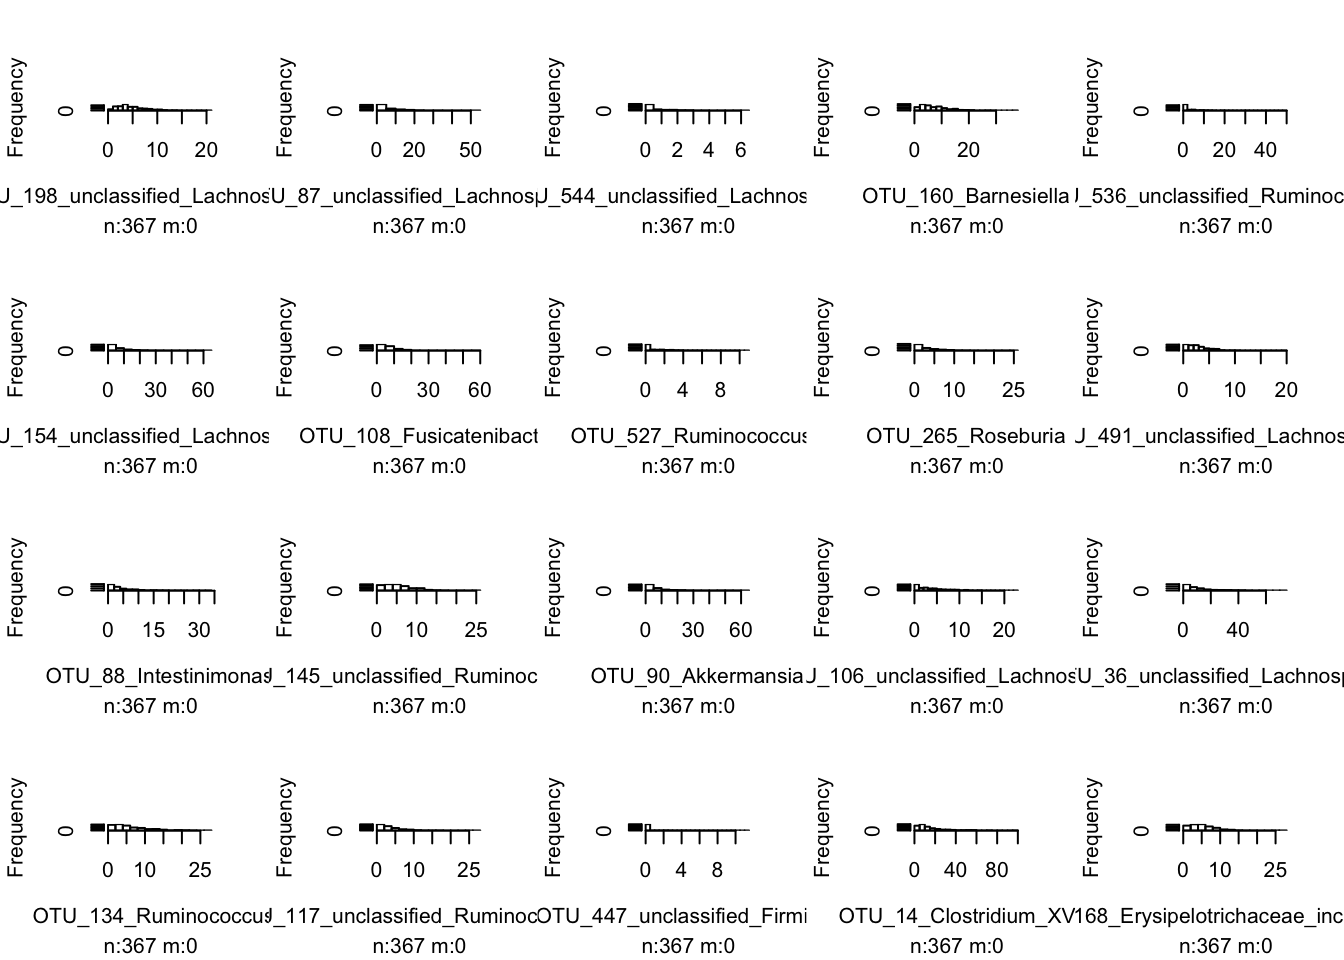 Frequency Frequency Frequency Frequency Frequency
0 0 0 0 0
0 10 20 0 20 50 0 2 4 6 0 20 0 20 40
U_198_unclassified_Lachnos U_87_unclassified_Lachnosp U_544_unclassified_Lachnos OTU_160_Barnesiella U_536_unclassified_Ruminoc
n:367 m:0 n:367 m:0 n:367 m:0 n:367 m:0 n:367 m:0
Frequency Frequency Frequency Frequency Frequency
0 0 0 0 0
0 30 60 0 30 60 0 4 8 0 10 25 0 10 20
U_154_unclassified_Lachnos OTU_108_Fusicatenibact OTU_527_Ruminococcus OTU_265_Roseburia U_491_unclassified_Lachnos
n:367 m:0 n:367 m:0 n:367 m:0 n:367 m:0 n:367 m:0
Frequency Frequency Frequency Frequency Frequency
0 0 0 0 0
0 15 30 0 10 25 0 30 60 0 10 20 0 40
OTU_88_Intestinimonas U_145_unclassified_Ruminoc OTU_90_Akkermansia U_106_unclassified_Lachnos U_36_unclassified_Lachnosp
n:367 m:0 n:367 m:0 n:367 m:0 n:367 m:0 n:367 m:0
Frequency Frequency Frequency Frequency Frequency
0 0 0 0 0
0 10 25 0 10 25 0 4 8 0 40 80 0 10 25
OTU_134_Ruminococcus U_117_unclassified_Ruminoc OTU_447_unclassified_Firmi OTU_14_Clostridium_XV 168_Erysipelotrichaceae_inc
n:367 m:0 n:367 m:0 n:367 m:0 n:367 m:0 n:367 m:0